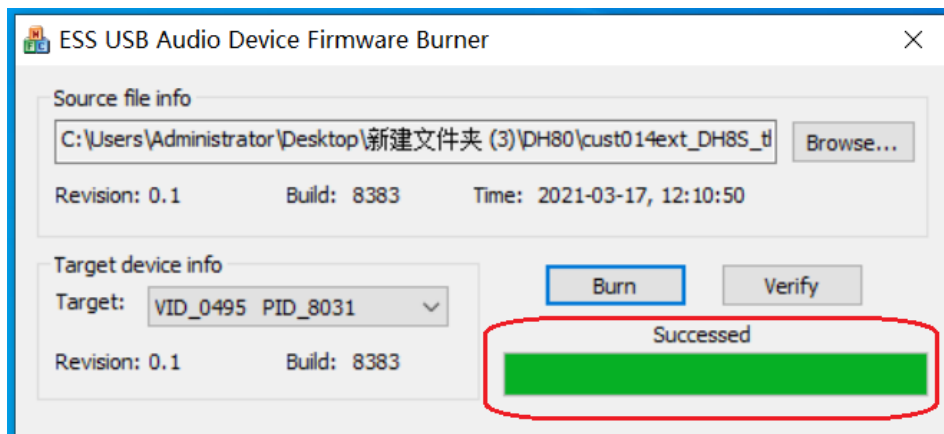 ESS USB Audio Device Firmware Burner
Source file info
C:\Users\Administrator\Desktop\新建文件夹 (3)\DH80\cust014ext_DH8S_tl Browse...
Revision: 0.1 Build: 8383 Time: 2021-03-17, 12:10:50
Target device info
Burn Verify
Target: VID_0495 PID_8031
Successed
Revision: 0.1 Build: 8383